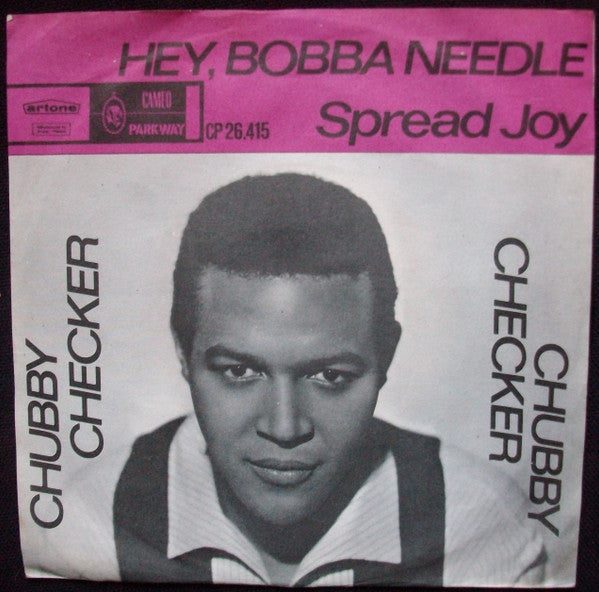 HEY, BOBBA NEEDLE
Spread Joy
artone
CAMEO
PARKWAY
CP 26.415
CHUBBY
CHECKER
CHUBBY
CHECKER